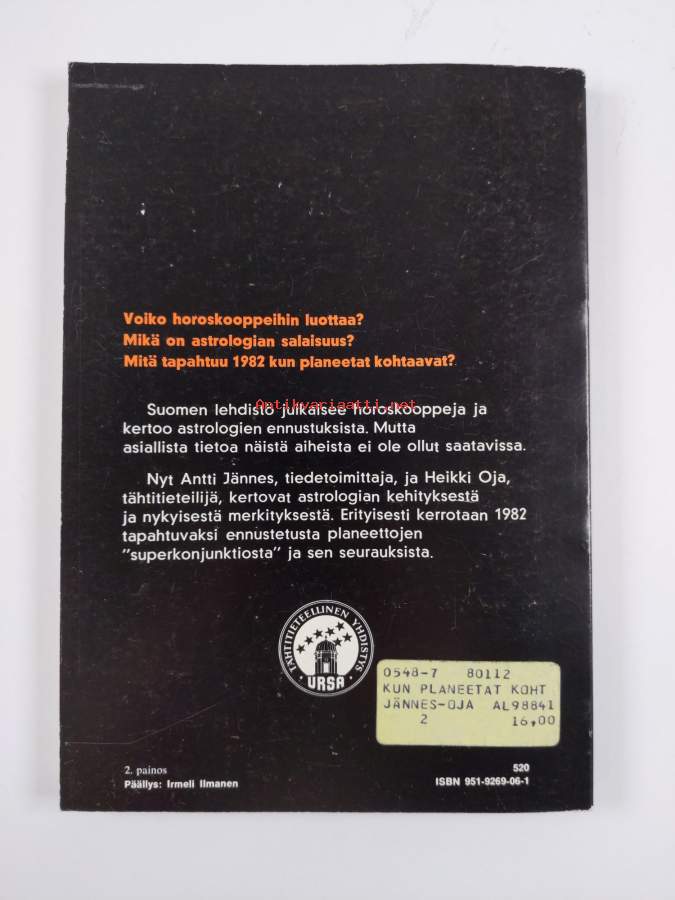 Voiko horoskooppeihin luottaa?
Mikä on astrologian salaisuus?
Mitä tapahtuu 1982 kun planeetat kohtaavat?
Antikvariaatti.net
Suomen lehdistö julkaisee horoskooppeja ja
kertoo astrologien ennustuksista. Mutta
asiallista tietoa näistä aiheista ei ole ollut saatavissa.
Nyt Antti Jännes, tiedetoimittaja, ja Heikki Oja,
tähtitieteilijä, kertovat astrologian kehityksestä
ja nykyisestä merkityksestä. Erityisesti kerrotaan 1982
tapahtuvaksi ennustetusta planeettojen
"superkonjunktiosta" ja sen seurauksista.
TÄHTITIETEELLINEN YHDISTYS
URSA
0548-7 80112
KUN PLANEETAT KOHT
JÄNNES-OJA AL98841
2 16,00
2. painos
Päällys: Irmeli Ilmanen
520
ISBN 951-9269-06-1